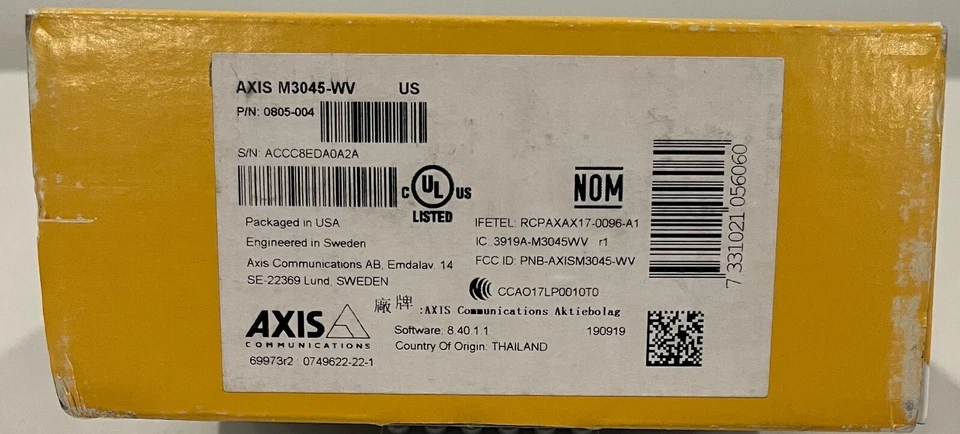 AXIS M3045-WV US
P/N: 0805-004
S/N: ACCC8EDA0A2A
C UL US
LISTED
NOM
Packaged in USA
Engineered in Sweden
Axis Communications AB, Emdalav. 14
SE-22369 Lund, SWEDEN
IFETEL: RCPAXAX17-0096-A1
IC 3919A-M3045WV r1
FCC ID: PNB-AXISM3045-WV
CCAO17LP0010T0
廠牌 :AXIS Communications Aktiebolag
AXIS
COMMUNICATIONS
Software: 8.40.1.1 190919
Country Of Origin: THAILAND
69973r2 0749622-22-1
7 331021 056060